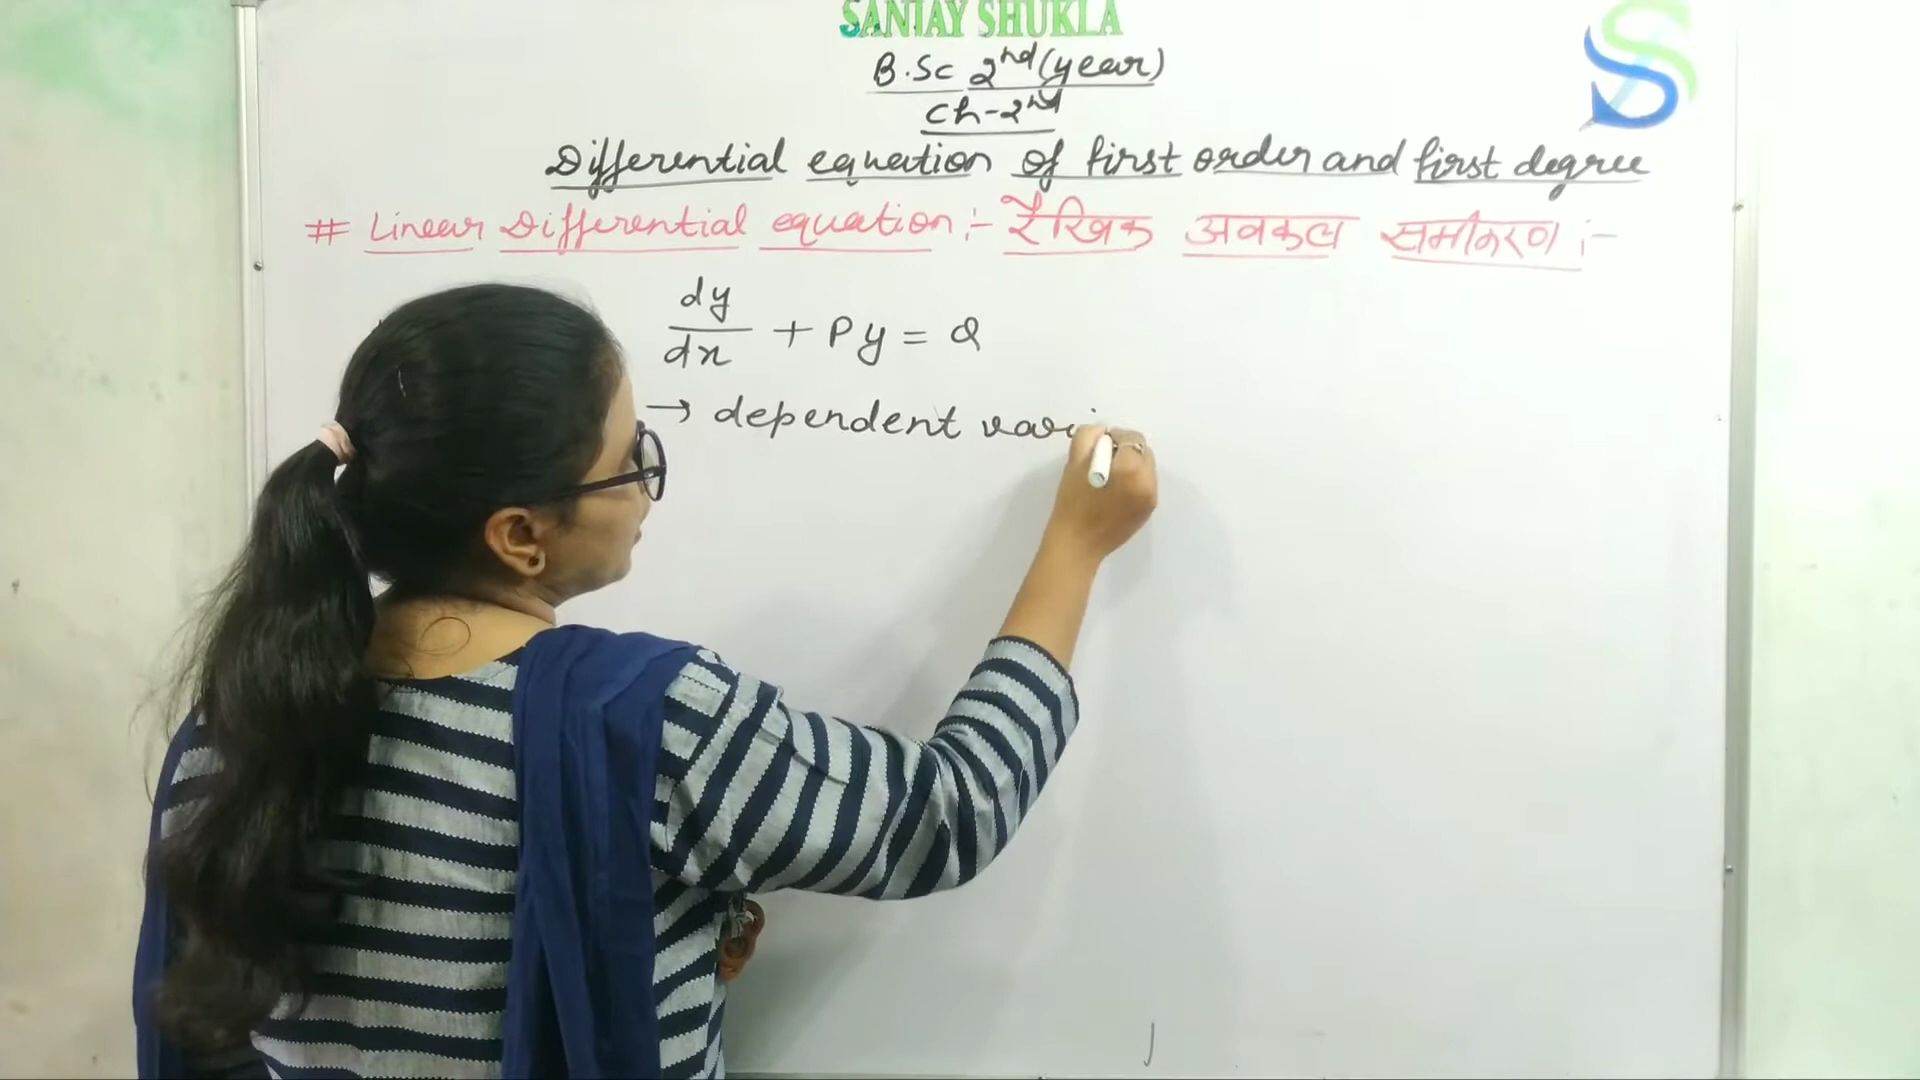 SANJAY SHUKLA
B.Sc 2nd (year)
Ch-2nd
Differential equation of first order and first degree
# Linear Differential equation :- रैखिक अवकल समीकरण :-
dy/dx + Py = Q
→ dependent vari